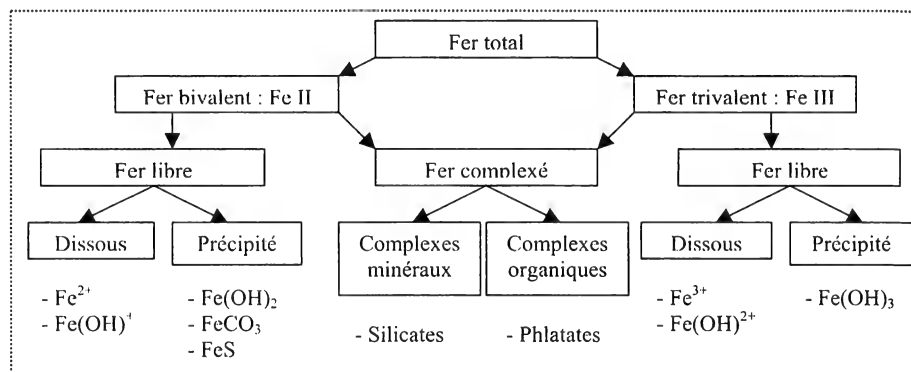 Fer total
Fer bivalent : Fe II
Fer trivalent : Fe III
Fer libre
Fer complexé
Fer libre
Dissous
Précipité
Complexes
minéraux
Complexes
organiques
Dissous
Précipité
- Fe²⁺
- Fe(OH)⁺
- Fe(OH)₂
- FeCO₃
- FeS
- Silicates
- Phlatates
- Fe³⁺
- Fe(OH)²⁺
- Fe(OH)₃